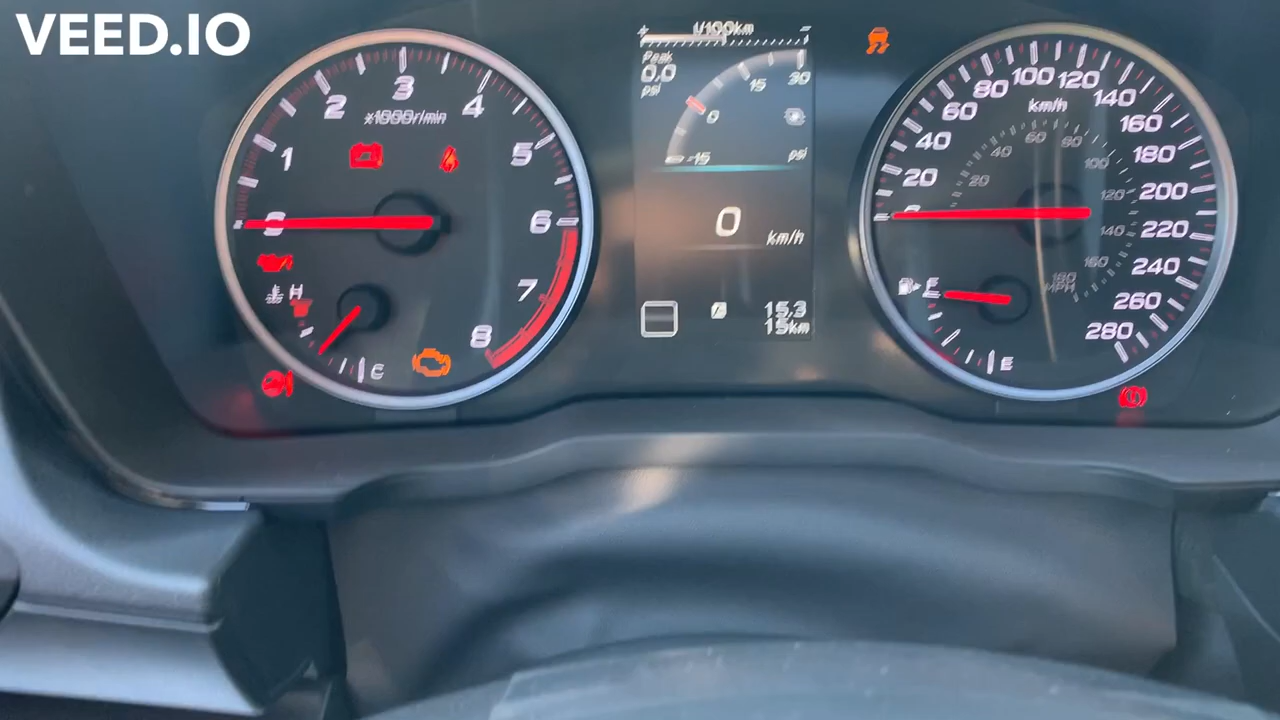 VEED.IO
0
1
2
3
4
5
6
7
8
x1000r/min
H
C
l/100km
+ -
Peak
0.0
psi
-15
0
15
30
psi
0
km/h
15.3
15km
0
20
40
60
80
100
120
140
160
180
200
220
240
260
280
km/h
20
40
60
80
100
120
140
160
180
MPH
F
E